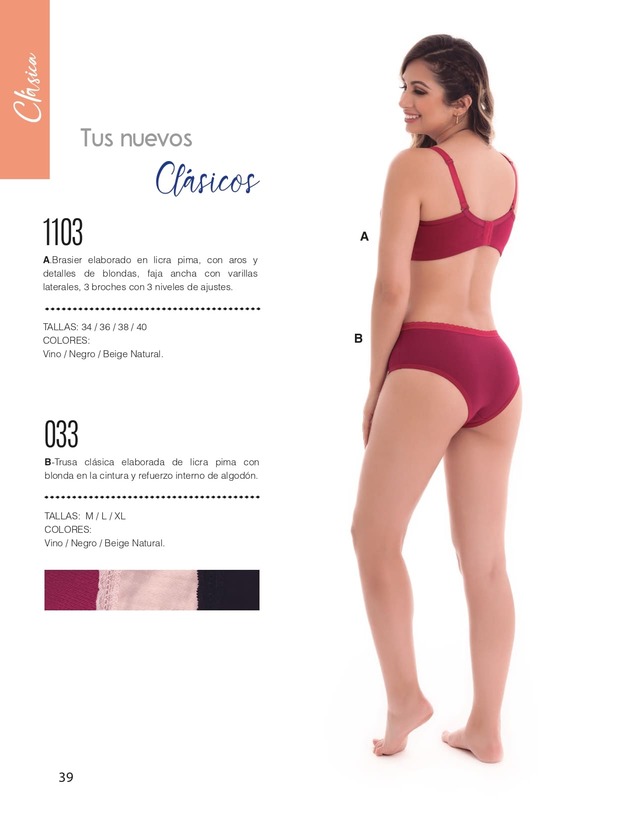 Clásica
Tus nuevos
Clásicos
1103
A.Brasier elaborado en licra pima, con aros y
detalles de blondas, faja ancha con varillas
laterales, 3 broches con 3 niveles de ajustes.
TALLAS: 34 / 36 / 38 / 40
COLORES:
Vino / Negro / Beige Natural.
A
B
033
B-Trusa clásica elaborada de licra pima con
blonda en la cintura y refuerzo interno de algodón.
TALLAS: M / L / XL
COLORES:
Vino / Negro / Beige Natural.
39